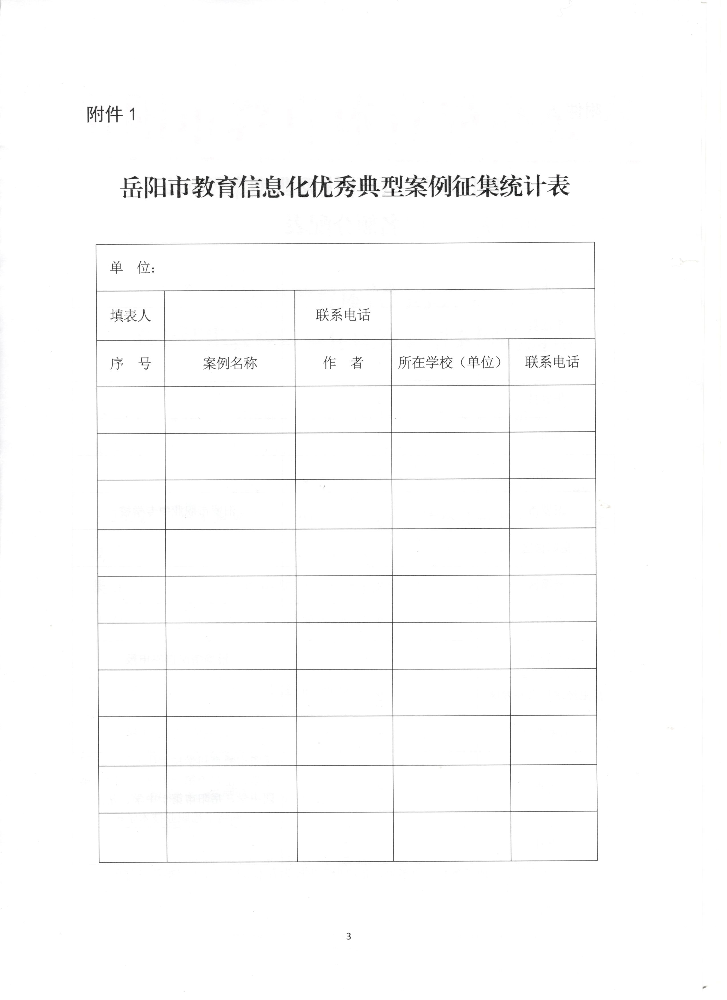 附件 1
岳阳市教育信息化优秀典型案例征集统计表
单　位：
填表人　联系电话
序　号　案例名称　作　者　所在学校（单位）　联系电话
3